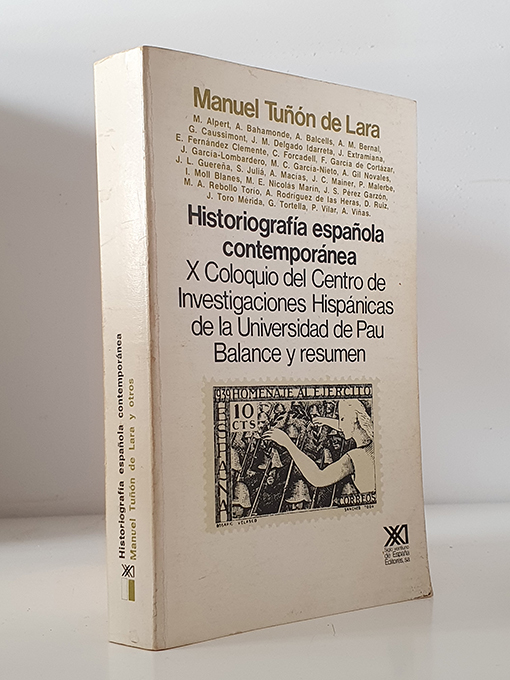 Manuel Tuñón de Lara
M. Alpert, A. Bahamonde, A. Balcells, A. M. Bernal,
G. Caussimont, J. M. Delgado Idarreta, J. Extramiana,
E. Fernández Clemente, C. Forcadell, F. García de Cortázar,
J. García-Lombardero, M. C. García-Nieto, A. Gil Novales,
J. L. Guereña, S. Juliá, A. Macías, J. C. Mainer, P. Malerbe,
I. Moll Blanes, M. E. Nicolás Marín, J. S. Pérez Garzón,
M. A. Rebollo Torío, A. Rodríguez de las Heras, D. Ruiz,
J. Toro Mérida, G. Tortella, P. Vilar, A. Viñas.
Historiografía española
contemporánea
X Coloquio del Centro de
Investigaciones Hispánicas
de la Universidad de Pau
Balance y resumen
1939 HOMENAJE AL EJERCITO
10
CTS
CORREOS
SANCHEZ TODA
XXI
Siglo veintiuno
de España
Editores, sa
Historiografía española contemporánea
Manuel Tuñón de Lara y otros
XXI